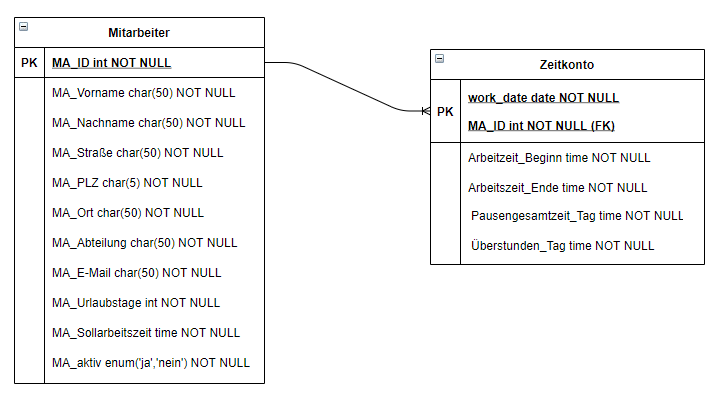 Mitarbeiter
PK MA_ID int NOT NULL
MA_Vorname char(50) NOT NULL
MA_Nachname char(50) NOT NULL
MA_Straße char(50) NOT NULL
MA_PLZ char(5) NOT NULL
MA_Ort char(50) NOT NULL
MA_Abteilung char(50) NOT NULL
MA_E-Mail char(50) NOT NULL
MA_Urlaubstage int NOT NULL
MA_Sollarbeitszeit time NOT NULL
MA_aktiv enum('ja','nein') NOT NULL
Zeitkonto
PK
work_date date NOT NULL
MA_ID int NOT NULL (FK)
Arbeitzeit_Beginn time NOT NULL
Arbeitszeit_Ende time NOT NULL
Pausengesamtzeit_Tag time NOT NULL
Überstunden_Tag time NOT NULL